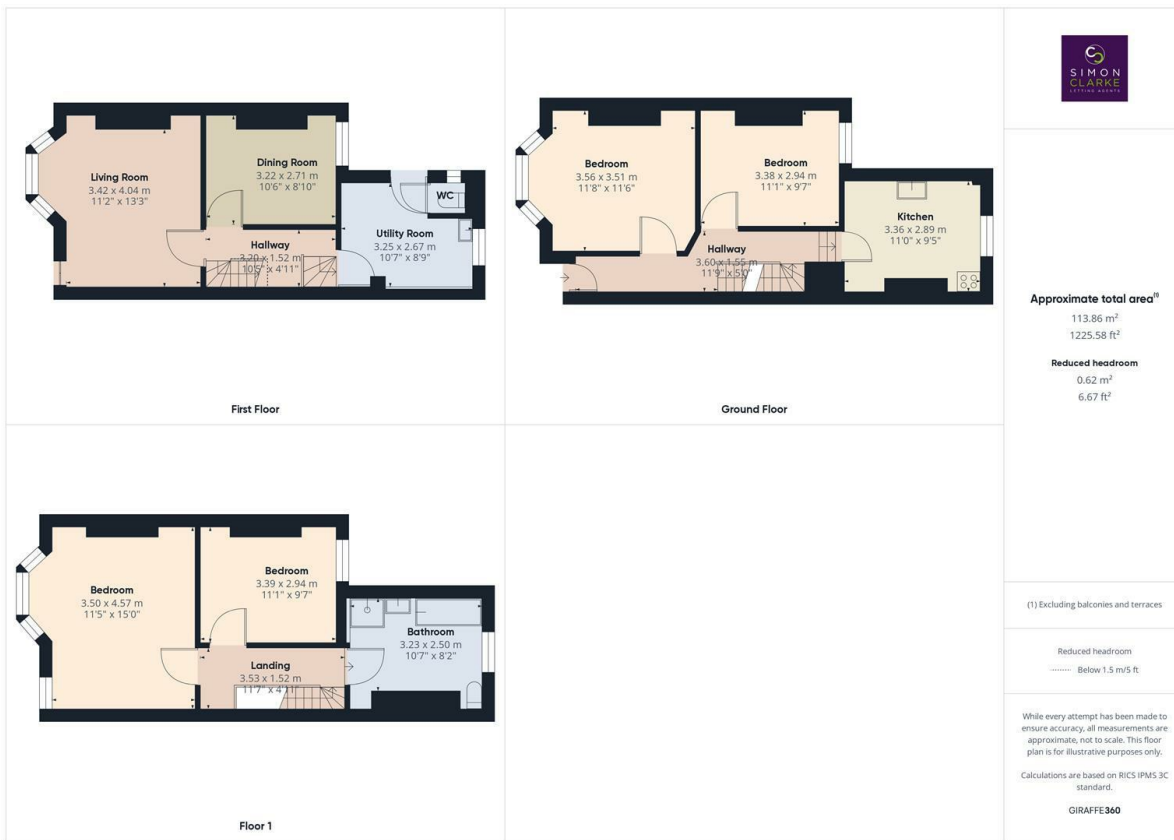 Living Room
3.42 x 4.04 m
11'2" x 13'3"
Dining Room
3.22 x 2.71 m
10'6" x 8'10"
WC
Utility Room
3.25 x 2.67 m
10'7" x 8'9"
Hallway
3.20 x 1.52 m
10'5" x 4'11"
First Floor
Bedroom
3.56 x 3.51 m
11'8" x 11'6"
Bedroom
3.38 x 2.94 m
11'1" x 9'7"
Kitchen
3.36 x 2.89 m
11'0" x 9'5"
Hallway
3.60 x 1.55 m
11'9" x 5'0"
Ground Floor
Bedroom
3.50 x 4.57 m
11'5" x 15'0"
Bedroom
3.39 x 2.94 m
11'1" x 9'7"
Bathroom
3.23 x 2.50 m
10'7" x 8'2"
Landing
3.53 x 1.52 m
11'7" x 4'11"
Floor 1
SIMON
CLARKE
LETTING AGENTS
Approximate total area(1)
113.86 m²
1225.58 ft²
Reduced headroom
0.62 m²
6.67 ft²
(1) Excluding balconies and terraces
Reduced headroom
Below 1.5 m/5 ft
While every attempt has been made to
ensure accuracy, all measurements are
approximate, not to scale. This floor
plan is for illustrative purposes only.
Calculations are based on RICS IPMS 3C
standard.
GIRAFFE360